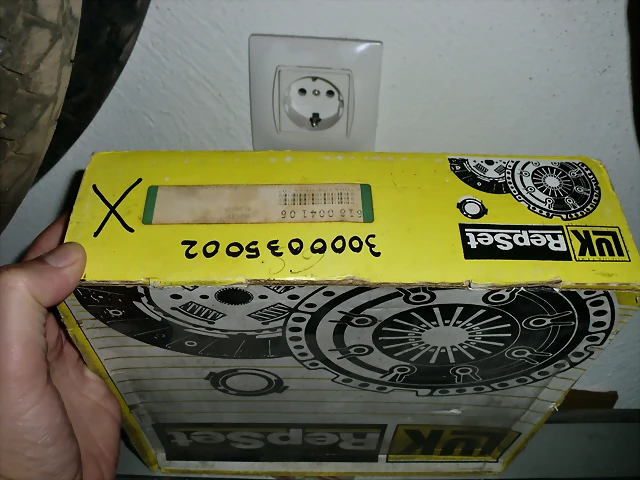 LuK RepSet
618 0041 06
3000035002
X
LuK RepSet